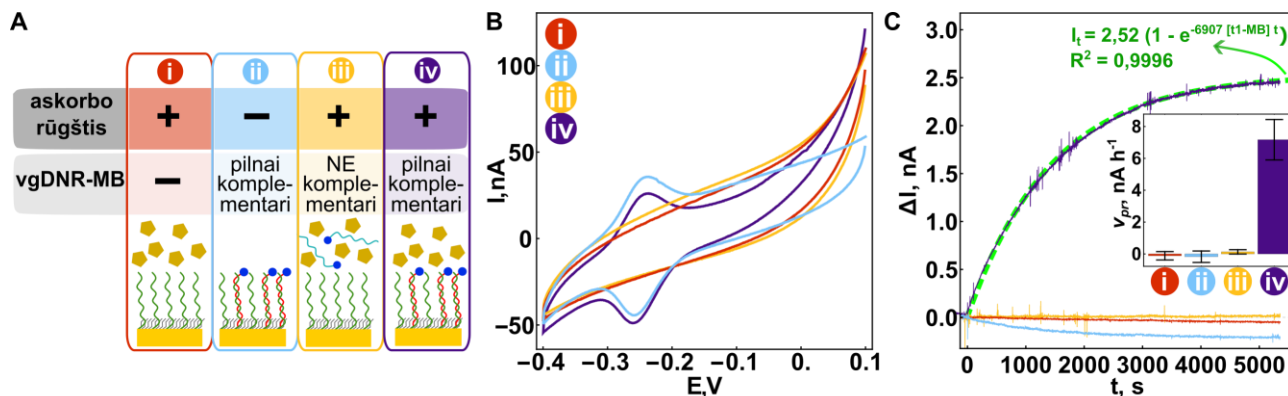 A
i
ii
iii
iv
askorbo
rūgštis
+
−
+
+
vgDNR-MB
−
pilnai
komple-
mentari
NE
komple-
mentari
pilnai
komple-
mentari
B
i
ii
iii
iv
I,nA
100
50
0
−50
−0.4
−0.3
−0.2
−0.1
0.
0.1
E,V
C
I_t = 2,52 (1 - e^-6907 [t1-MB] t)
R² = 0,9996
ΔI, nA
3.0
2.5
2.0
1.5
1.0
0.5
0.0
v_pr, nA h⁻¹
8
6
4
2
0
i
ii
iii
iv
0
1000
2000
3000
4000
5000
t, s